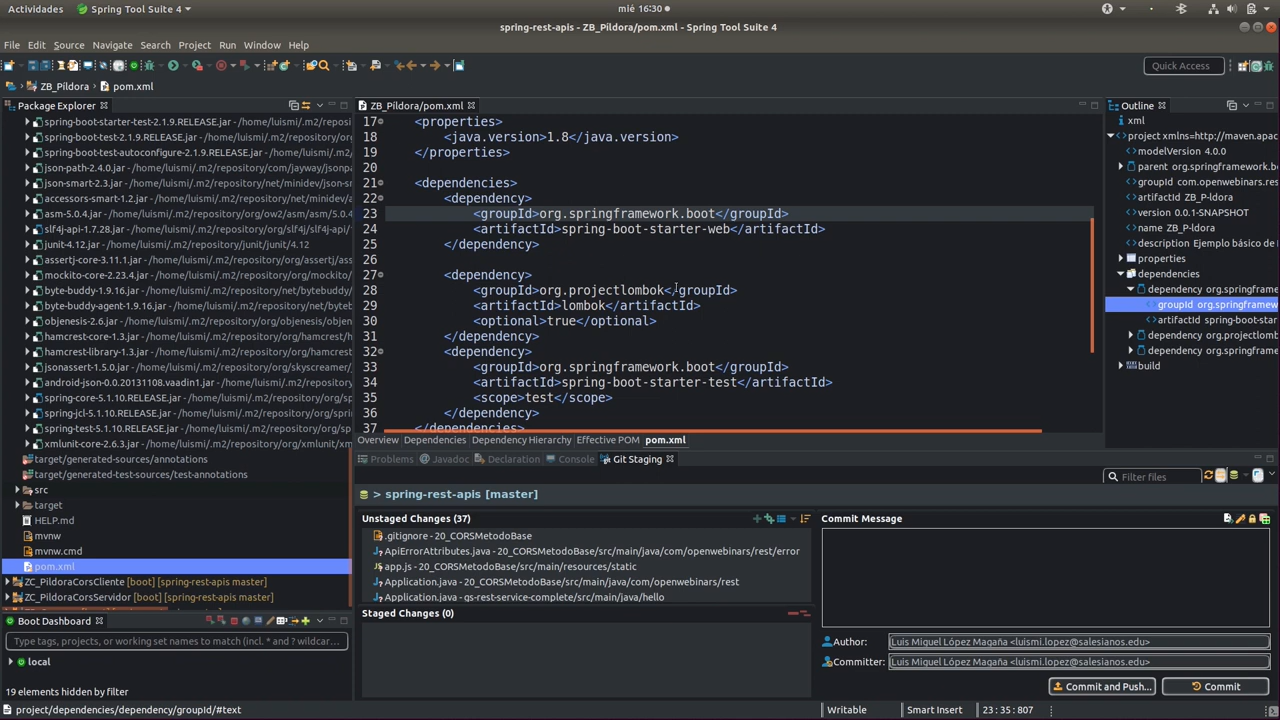 Actividades
Spring Tool Suite 4
mié 16:30
spring-rest-apis - ZB_Pildora/pom.xml - Spring Tool Suite 4
File Edit Source Navigate Search Project Run Window Help
Quick Access
ZB_Pildora pom.xml
Package Explorer
spring-boot-starter-test-2.1.9.RELEASE.jar - /home/luismi/.m2/reposi
spring-boot-test-2.1.9.RELEASE.jar - /home/luismi/.m2/repository/org
spring-boot-test-autoconfigure-2.1.9.RELEASE.jar - /home/luismi/.m2
json-path-2.4.0.jar - /home/luismi/.m2/repository/com/jayway/jsonpa
json-smart-2.3.jar - /home/luismi/.m2/repository/net/minidev/json-sm
accessors-smart-1.2.jar - /home/luismi/.m2/repository/net/minidev/ac
asm-5.0.4.jar - /home/luismi/.m2/repository/org/ow2/asm/asm/5.0.4
slf4j-api-1.7.28.jar - /home/luismi/.m2/repository/org/slf4j/slf4j-api/
junit-4.12.jar - /home/luismi/.m2/repository/junit/junit/4.12
assertj-core-3.11.1.jar - /home/luismi/.m2/repository/org/assertj/asse
mockito-core-2.23.4.jar - /home/luismi/.m2/repository/org/mockito/m
byte-buddy-1.9.16.jar - /home/luismi/.m2/repository/net/bytebuddy/
byte-buddy-agent-1.9.16.jar - /home/luismi/.m2/repository/net/byteb
objenesis-2.6.jar - /home/luismi/.m2/repository/org/objenesis/objene
hamcrest-core-1.3.jar - /home/luismi/.m2/repository/org/hamcrest/ha
hamcrest-library-1.3.jar - /home/luismi/.m2/repository/org/hamcrest/
jsonassert-1.5.0.jar - /home/luismi/.m2/repository/org/skyscreamer/j
android-json-0.0.20131108.vaadin1.jar - /home/luismi/.m2/repository
spring-core-5.1.10.RELEASE.jar - /home/luismi/.m2/repository/org/spr
spring-jcl-5.1.10.RELEASE.jar - /home/luismi/.m2/repository/org/sprin
spring-test-5.1.10.RELEASE.jar - /home/luismi/.m2/repository/org/spri
xmlunit-core-2.6.3.jar - /home/luismi/.m2/repository/org/xmlunit/xml
target/generated-sources/annotations
target/generated-test-sources/test-annotations
src
target
HELP.md
mvnw
mvnw.cmd
pom.xml
ZC_PildoraCorsCliente [boot] [spring-rest-apis master]
ZC_PildoraCorsServidor [boot] [spring-rest-apis master]
Boot Dashboard
Type tags, projects, or working set names to match (incl. * and ? wildcar...
local
19 elements hidden by filter
ZB_Pildora/pom.xml
17 <properties>
18 <java.version>1.8</java.version>
19 </properties>
20
21 <dependencies>
22 <dependency>
23 <groupId>org.springframework.boot</groupId>
24 <artifactId>spring-boot-starter-web</artifactId>
25 </dependency>
26
27 <dependency>
28 <groupId>org.projectlombok</groupId>
29 <artifactId>lombok</artifactId>
30 <optional>true</optional>
31 </dependency>
32 <dependency>
33 <groupId>org.springframework.boot</groupId>
34 <artifactId>spring-boot-starter-test</artifactId>
35 <scope>test</scope>
36 </dependency>
37 </dependencies>
Overview Dependencies Dependency Hierarchy Effective POM pom.xml
Outline
xml
project xmlns=http://maven.apac
modelVersion 4.0.0
parent org.springframework.b
groupId com.openwebinars.res
artifactId ZB_P-ldora
version 0.0.1-SNAPSHOT
name ZB_P-ldora
description Ejemplo básico de
properties
dependencies
dependency org.springframe
groupId org.springframew
artifactId spring-boot-star
dependency org.projectlomb
dependency org.springframe
build
Problems Javadoc Declaration Console Git Staging
Filter files
> spring-rest-apis [master]
Unstaged Changes (37)
.gitignore - 20_CORSMetodoBase
ApiErrorAttributes.java - 20_CORSMetodoBase/src/main/java/com/openwebinars/rest/error
app.js - 20_CORSMetodoBase/src/main/resources/static
Application.java - 20_CORSMetodoBase/src/main/java/com/openwebinars/rest
Application.java - gs-rest-service-complete/src/main/java/hello
Staged Changes (0)
Commit Message
Author: Luis Miguel López Magaña <luismi.lopez@salesianos.edu>
Committer: Luis Miguel López Magaña <luismi.lopez@salesianos.edu>
Commit and Push... Commit
project/dependencies/dependency/groupId/#text
Writable Smart Insert 23 : 35 : 807